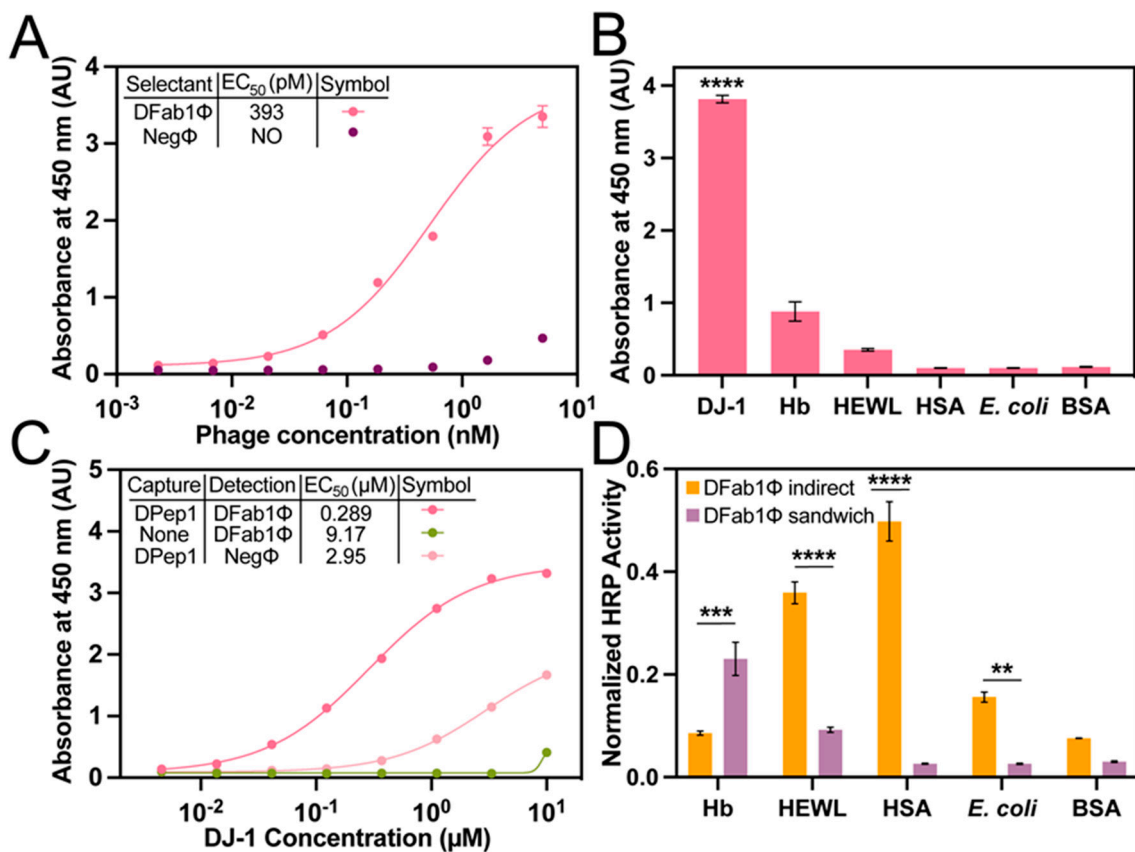 A
Absorbance at 450 nm (AU)
4
3
2
1
0
Selectant EC50 (pM) Symbol
DFab1Φ 393
NegΦ NO
10-3 10-2 10-1 100 101
Phage concentration (nM)
B
Absorbance at 450 nm (AU)
4
3
2
1
0
****
DJ-1 Hb HEWL HSA E. coli BSA
C
Absorbance at 450 nm (AU)
5
4
3
2
1
0
Capture Detection EC50 (µM) Symbol
DPep1 DFab1Φ 0.289
None DFab1Φ 9.17
DPep1 NegΦ 2.95
10-2 10-1 100 101
DJ-1 Concentration (µM)
D
Normalized HRP Activity
0.6
0.4
0.2
0.0
DFab1Φ indirect
DFab1Φ sandwich
*** **** **** **
Hb HEWL HSA E. coli BSA